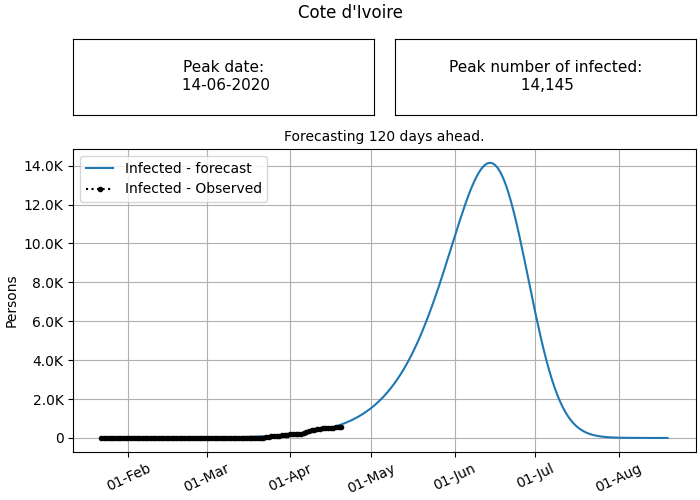 Cote d'Ivoire
Peak date:
14-06-2020
Peak number of infected:
14,145
Forecasting 120 days ahead.
Infected - forecast
Infected - Observed
14.0K
12.0K
10.0K
8.0K
6.0K
4.0K
2.0K
0
Persons
01-Feb
01-Mar
01-Apr
01-May
01-Jun
01-Jul
01-Aug